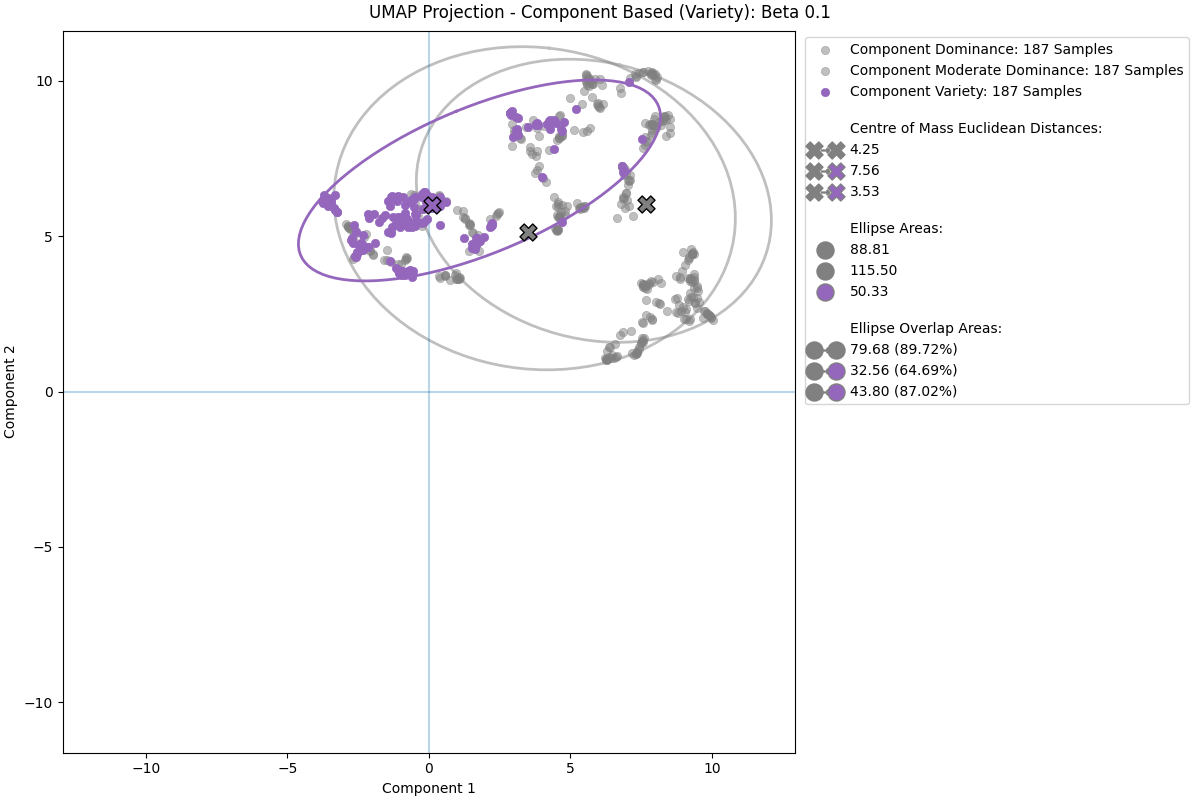 UMAP Projection - Component Based (Variety): Beta 0.1
Component 2
10
5
0
−5
−10
−10
−5
0
5
10
Component 1
Component Dominance: 187 Samples
Component Moderate Dominance: 187 Samples
Component Variety: 187 Samples
Centre of Mass Euclidean Distances:
4.25
7.56
3.53
Ellipse Areas:
88.81
115.50
50.33
Ellipse Overlap Areas:
79.68 (89.72%)
32.56 (64.69%)
43.80 (87.02%)